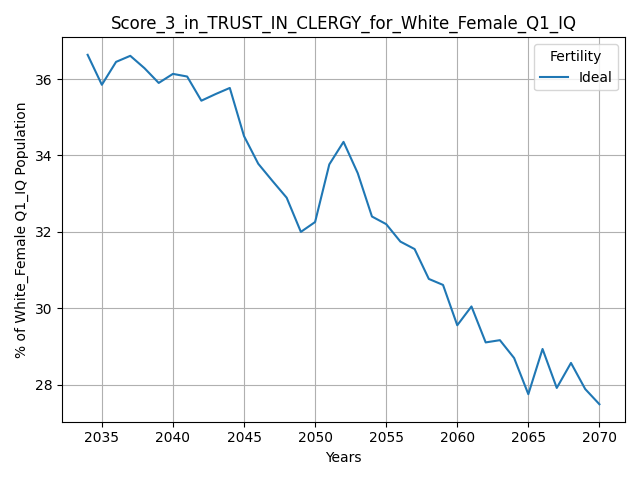 Score_3_in_TRUST_IN_CLERGY_for_White_Female_Q1_IQ
Fertility
Ideal
% of White_Female Q1_IQ Population
36
34
32
30
28
2035
2040
2045
2050
2055
2060
2065
2070
Years